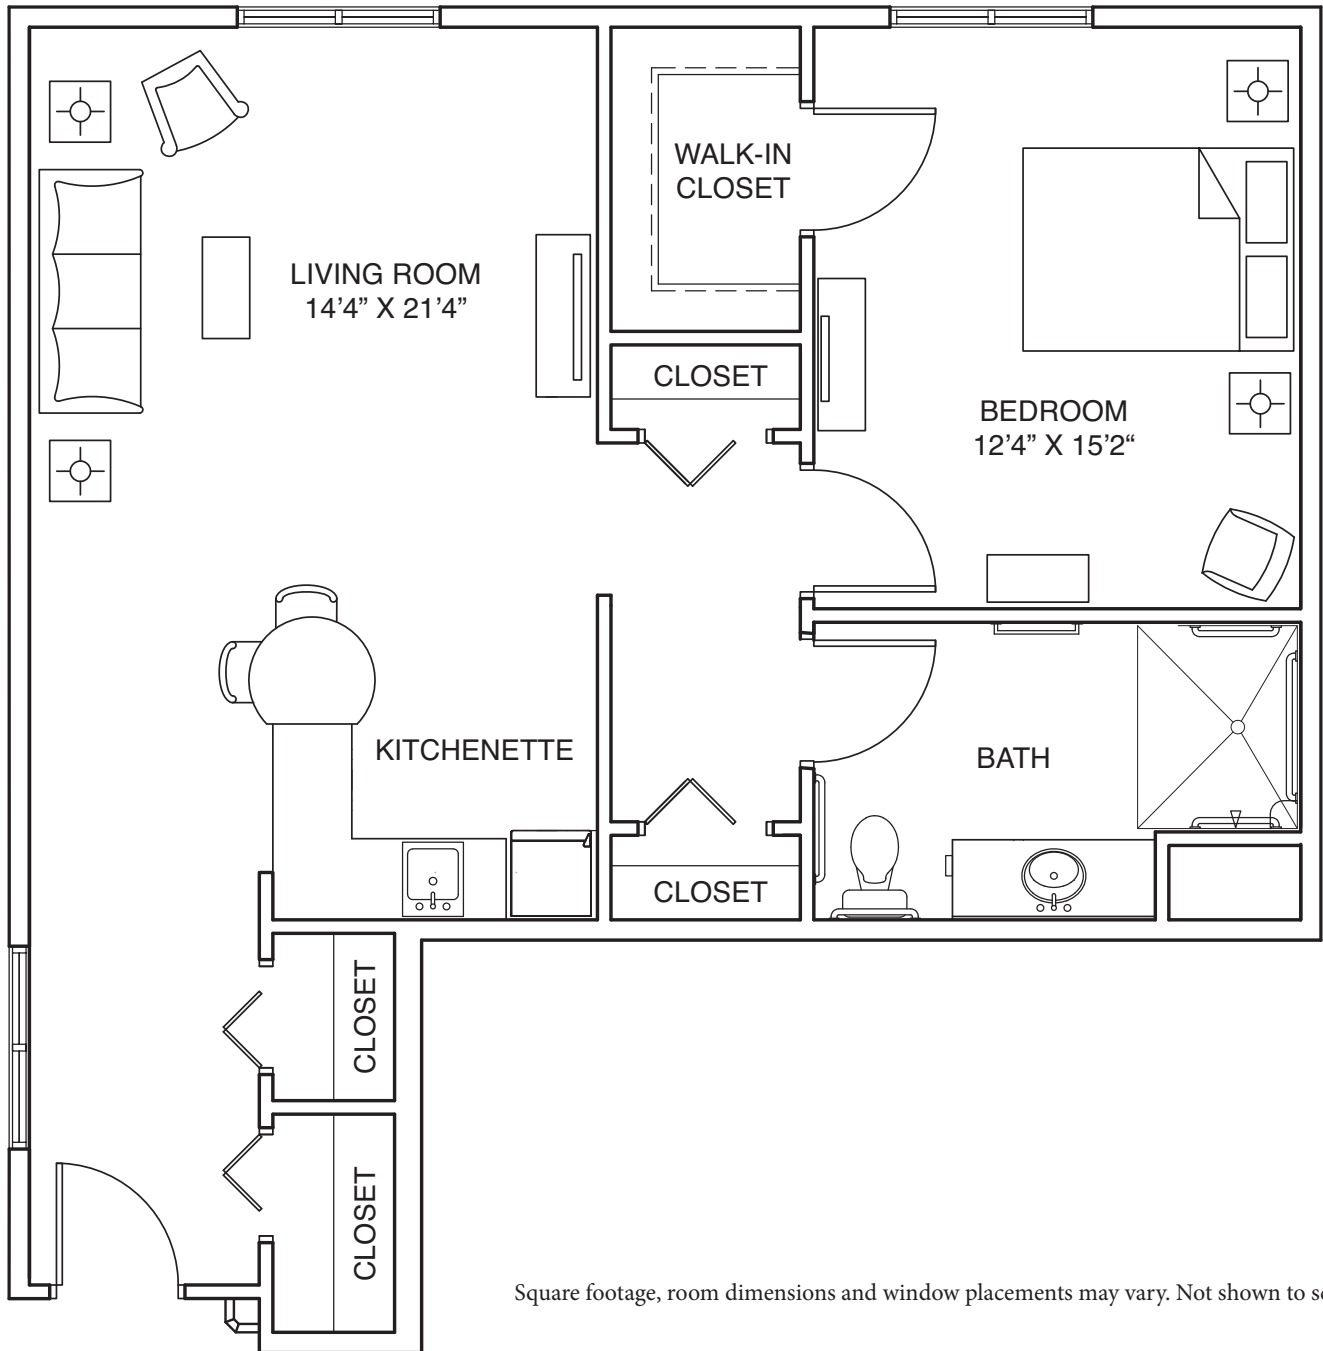 WALK-IN
CLOSET
LIVING ROOM
14’4” X 21’4”
CLOSET
BEDROOM
12’4” X 15’2“
KITCHENETTE
BATH
CLOSET
CLOSET
CLOSET
Square footage, room dimensions and window placements may vary. Not shown to